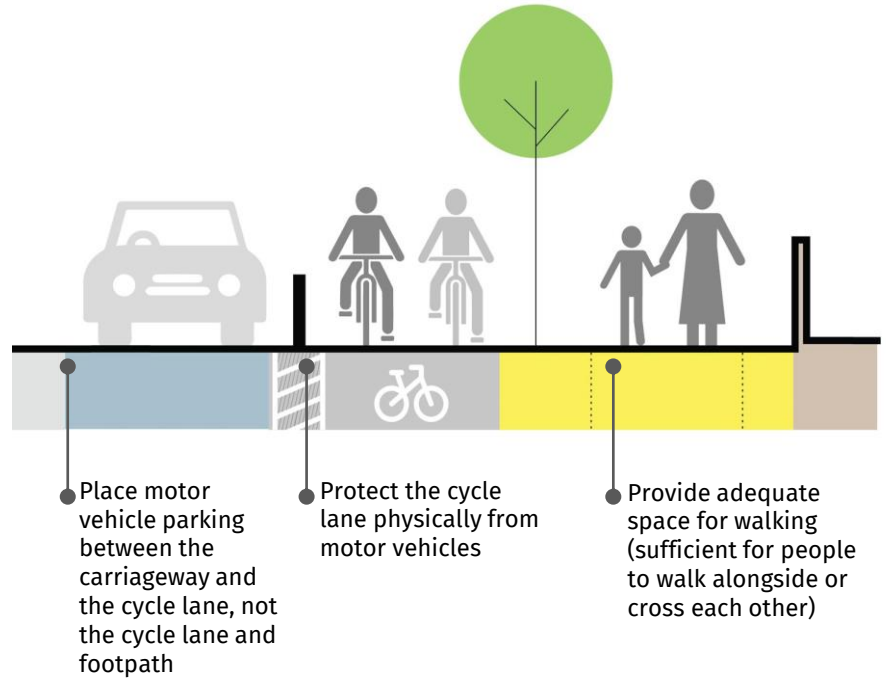 Place motor
vehicle parking
between the
carriageway and
the cycle lane, not
the cycle lane and
footpath
Protect the cycle
lane physically from
motor vehicles
Provide adequate
space for walking
(sufficient for people
to walk alongside or
cross each other)